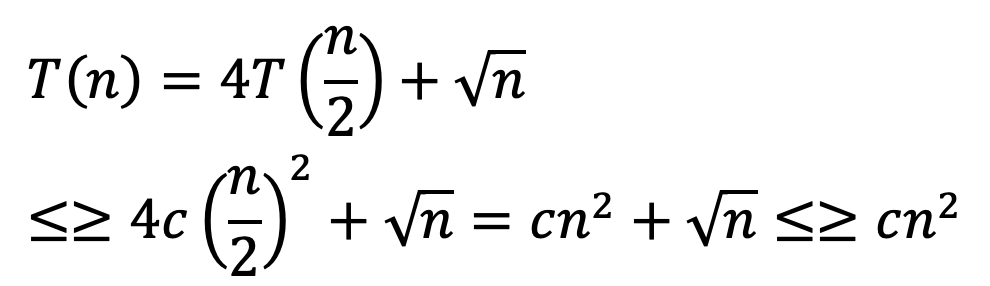 T(n) = 4T(n/2) + √n
≤≥ 4c(n/2)² + √n = cn² + √n ≤≥ cn²